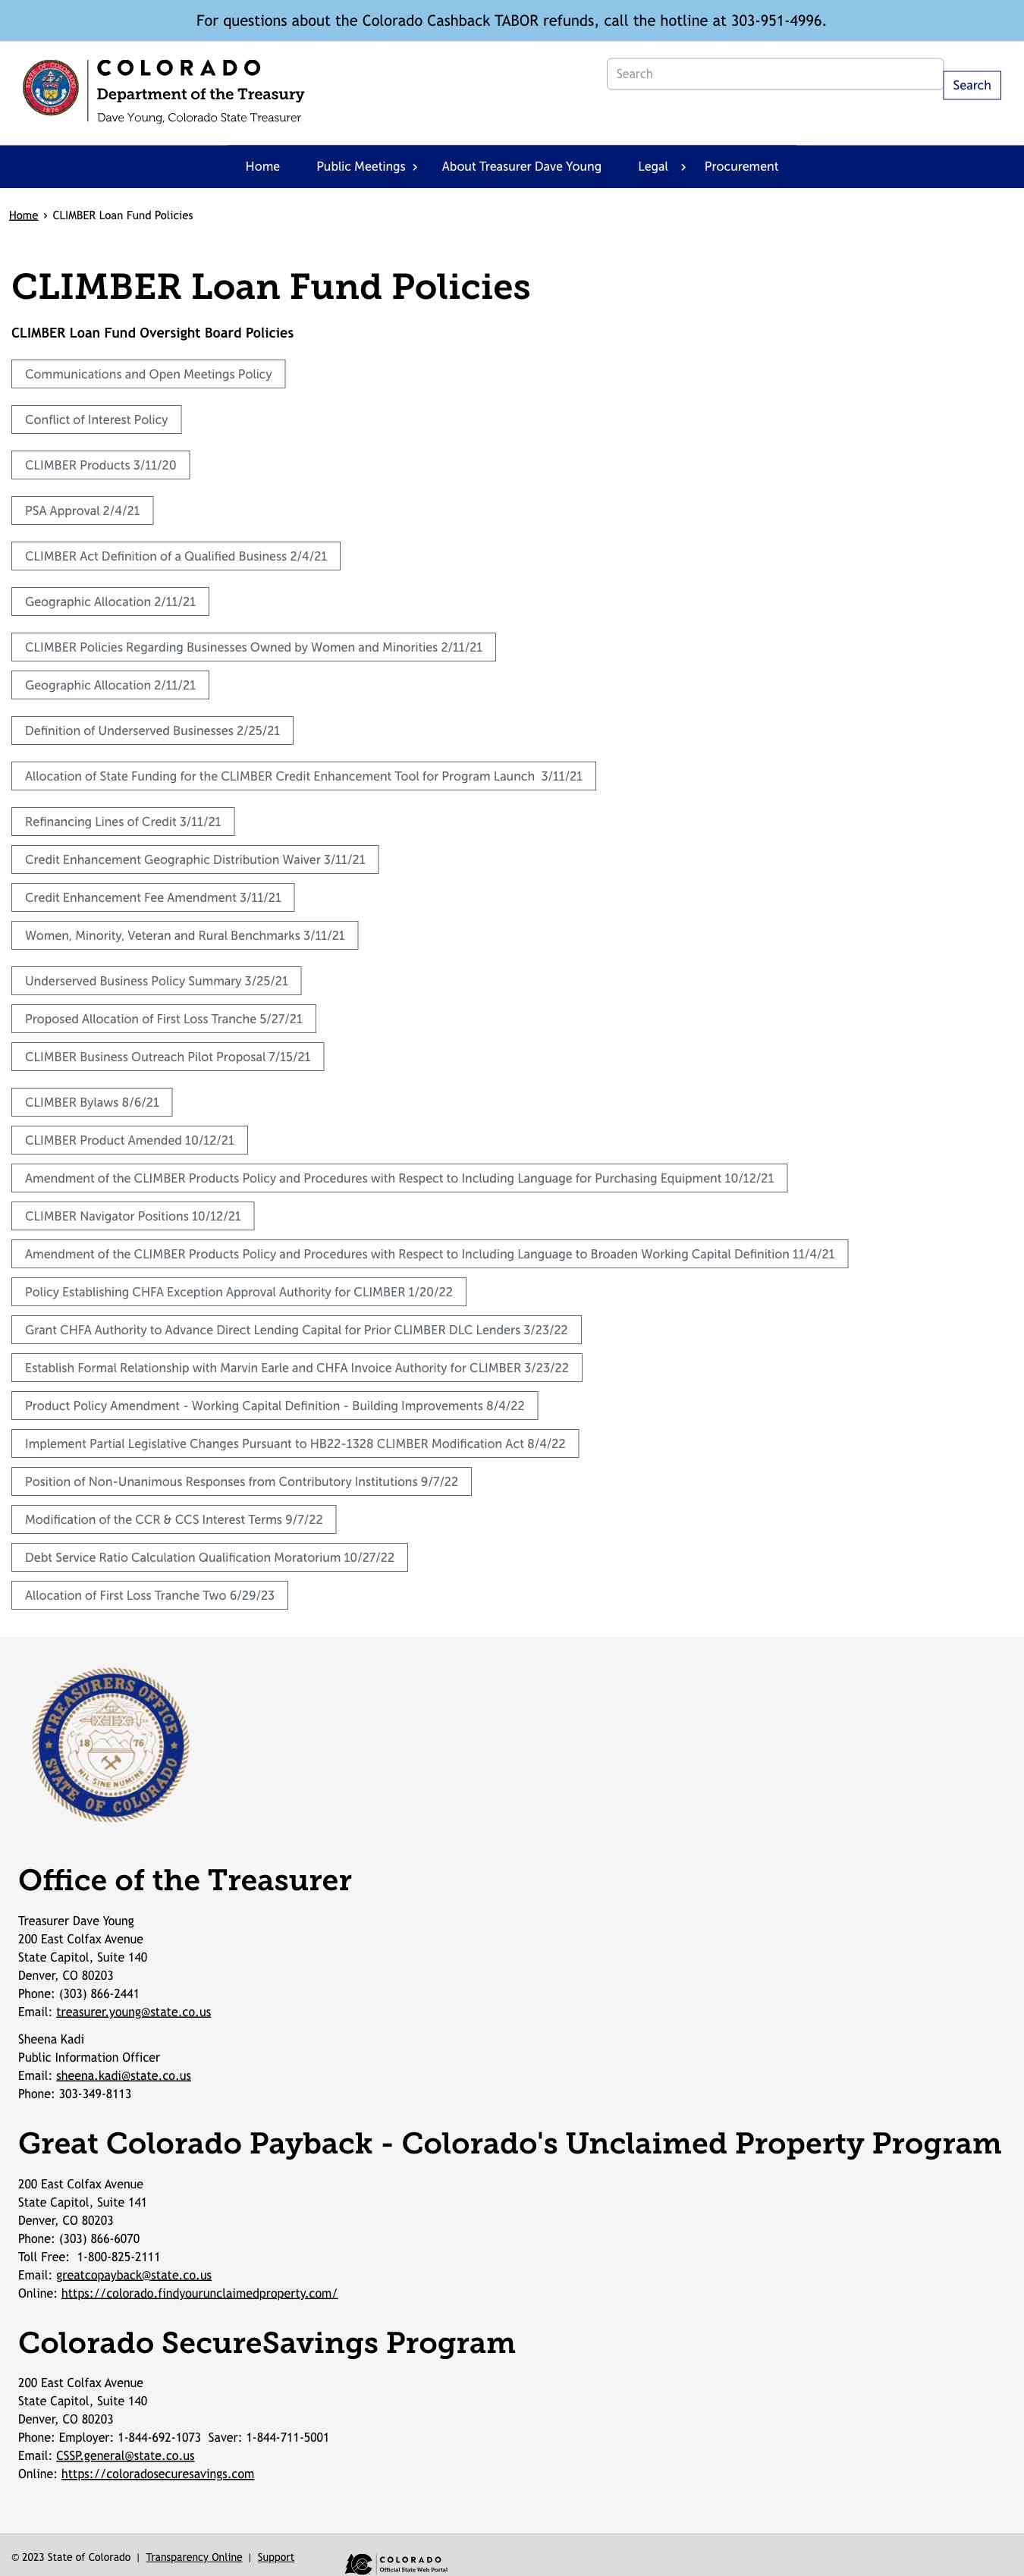 For questions about the Colorado Cashback TABOR refunds, call the hotline at 303-951-4996.
COLORADO
Department of the Treasury
Dave Young, Colorado State Treasurer
Search
Search
Home Public Meetings › About Treasurer Dave Young Legal › Procurement
Home › CLIMBER Loan Fund Policies
CLIMBER Loan Fund Policies
CLIMBER Loan Fund Oversight Board Policies
Communications and Open Meetings Policy
Conflict of Interest Policy
CLIMBER Products 3/11/20
PSA Approval 2/4/21
CLIMBER Act Definition of a Qualified Business 2/4/21
Geographic Allocation 2/11/21
CLIMBER Policies Regarding Businesses Owned by Women and Minorities 2/11/21
Geographic Allocation 2/11/21
Definition of Underserved Businesses 2/25/21
Allocation of State Funding for the CLIMBER Credit Enhancement Tool for Program Launch 3/11/21
Refinancing Lines of Credit 3/11/21
Credit Enhancement Geographic Distribution Waiver 3/11/21
Credit Enhancement Fee Amendment 3/11/21
Women, Minority, Veteran and Rural Benchmarks 3/11/21
Underserved Business Policy Summary 3/25/21
Proposed Allocation of First Loss Tranche 5/27/21
CLIMBER Business Outreach Pilot Proposal 7/15/21
CLIMBER Bylaws 8/6/21
CLIMBER Product Amended 10/12/21
Amendment of the CLIMBER Products Policy and Procedures with Respect to Including Language for Purchasing Equipment 10/12/21
CLIMBER Navigator Positions 10/12/21
Amendment of the CLIMBER Products Policy and Procedures with Respect to Including Language to Broaden Working Capital Definition 11/4/21
Policy Establishing CHFA Exception Approval Authority for CLIMBER 1/20/22
Grant CHFA Authority to Advance Direct Lending Capital for Prior CLIMBER DLC Lenders 3/23/22
Establish Formal Relationship with Marvin Earle and CHFA Invoice Authority for CLIMBER 3/23/22
Product Policy Amendment - Working Capital Definition - Building Improvements 8/4/22
Implement Partial Legislative Changes Pursuant to HB22-1328 CLIMBER Modification Act 8/4/22
Position of Non-Unanimous Responses from Contributory Institutions 9/7/22
Modification of the CCR & CCS Interest Terms 9/7/22
Debt Service Ratio Calculation Qualification Moratorium 10/27/22
Allocation of First Loss Tranche Two 6/29/23
TREASURERS OFFICE
18 76
NIL SINE NUMINE
STATE OF COLORADO
Office of the Treasurer
Treasurer Dave Young
200 East Colfax Avenue
State Capitol, Suite 140
Denver, CO 80203
Phone: (303) 866-2441
Email: treasurer.young@state.co.us
Sheena Kadi
Public Information Officer
Email: sheena.kadi@state.co.us
Phone: 303-349-8113
Great Colorado Payback - Colorado's Unclaimed Property Program
200 East Colfax Avenue
State Capitol, Suite 141
Denver, CO 80203
Phone: (303) 866-6070
Toll Free: 1-800-825-2111
Email: greatcopayback@state.co.us
Online: https://colorado.findyourunclaimedproperty.com/
Colorado SecureSavings Program
200 East Colfax Avenue
State Capitol, Suite 140
Denver, CO 80203
Phone: Employer: 1-844-692-1073 Saver: 1-844-711-5001
Email: CSSP.general@state.co.us
Online: https://coloradosecuresavings.com
© 2023 State of Colorado | Transparency Online | Support
COLORADO
Official State Web Portal